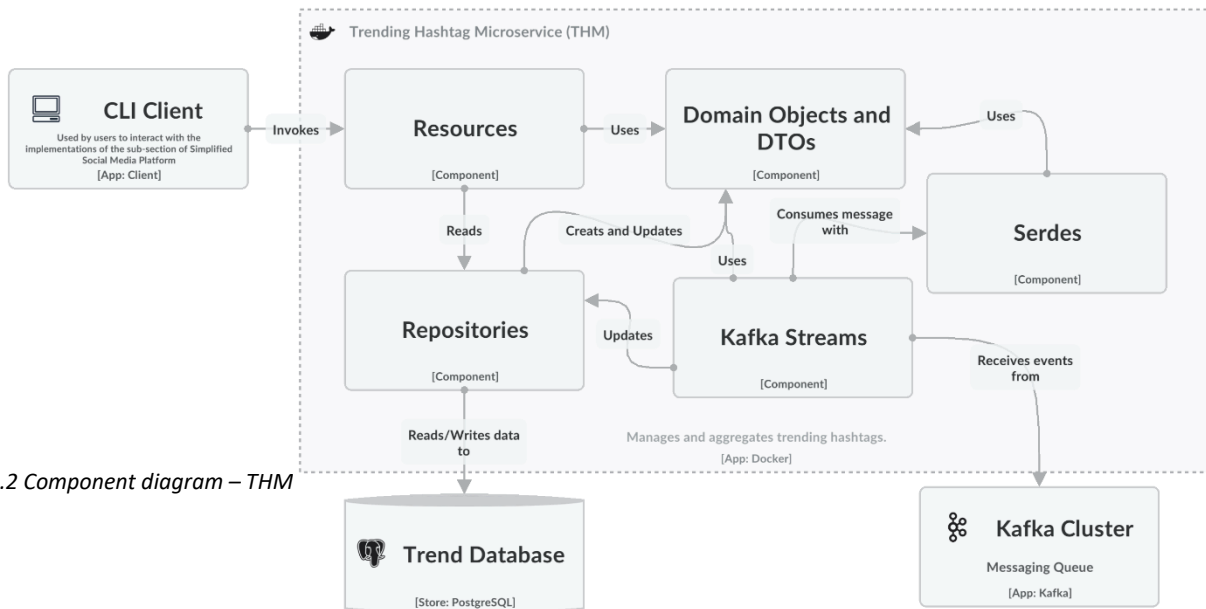 Trending Hashtag Microservice (THM)
CLI Client
Used by users to interact with the
implementations of the sub-section of Simplified
Social Media Platform
[App: Client]
Invokes
Resources
[Component]
Uses
Domain Objects and
DTOs
[Component]
Uses
Reads
Creats and Updates
Uses
Consumes message
with
Serdes
[Component]
Repositories
[Component]
Updates
Kafka Streams
[Component]
Receives events
from
Reads/Writes data
to
Manages and aggregates trending hashtags.
[App: Docker]
.2 Component diagram – THM
Trend Database
[Store: PostgreSQL]
Kafka Cluster
Messaging Queue
[App: Kafka]